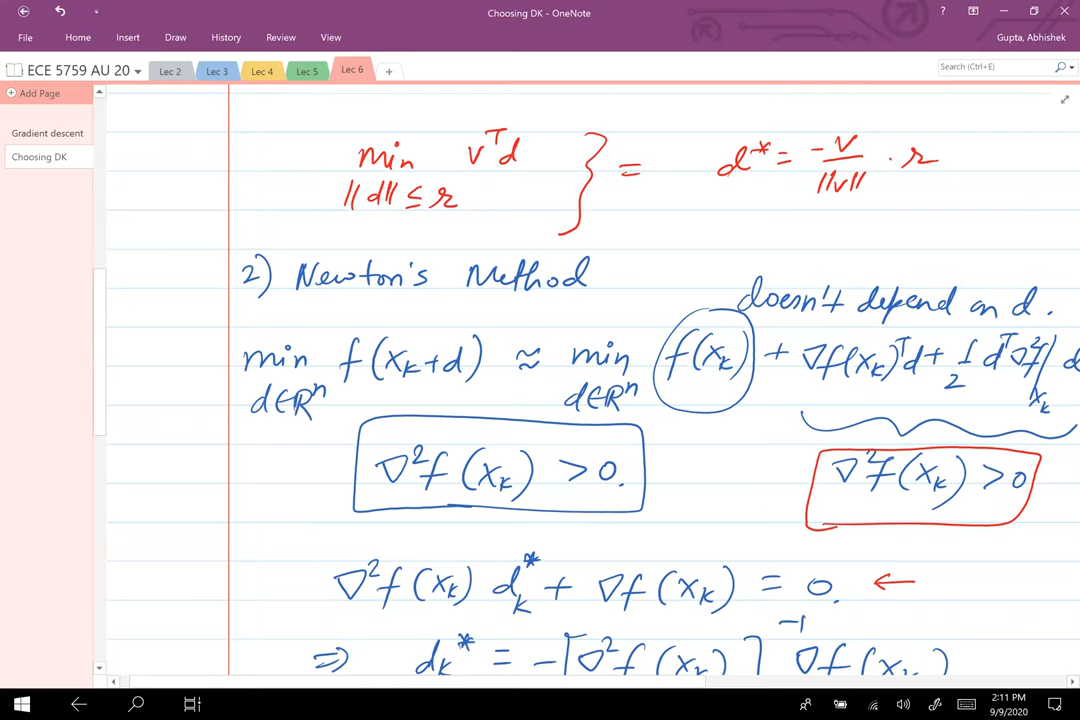 Choosing DK - OneNote
Gupta, Abhishek
File Home Insert Draw History Review View
ECE 5759 AU 20 Lec 2 Lec 3 Lec 4 Lec 5 Lec 6
Search (Ctrl+E)
Add Page
Gradient descent
Choosing DK
min vᵀd } = d* = -v/||v|| · r
||d|| ≤ r
2) Newton's Method
doesn't depend on d.
min f(xₖ+d) ≈ min f(xₖ) + ∇f(xₖ)ᵀd + 1/2 dᵀ∇²f|xₖ d
d∈ℝⁿ d∈ℝⁿ
∇²f(xₖ) > 0. ∇²f(xₖ) > 0
∇²f(xₖ) dₖ* + ∇f(xₖ) = 0. ←
⇒ dₖ* = -[∇²f(xₖ)]⁻¹ ∇f(xₖ)
2:11 PM
9/9/2020